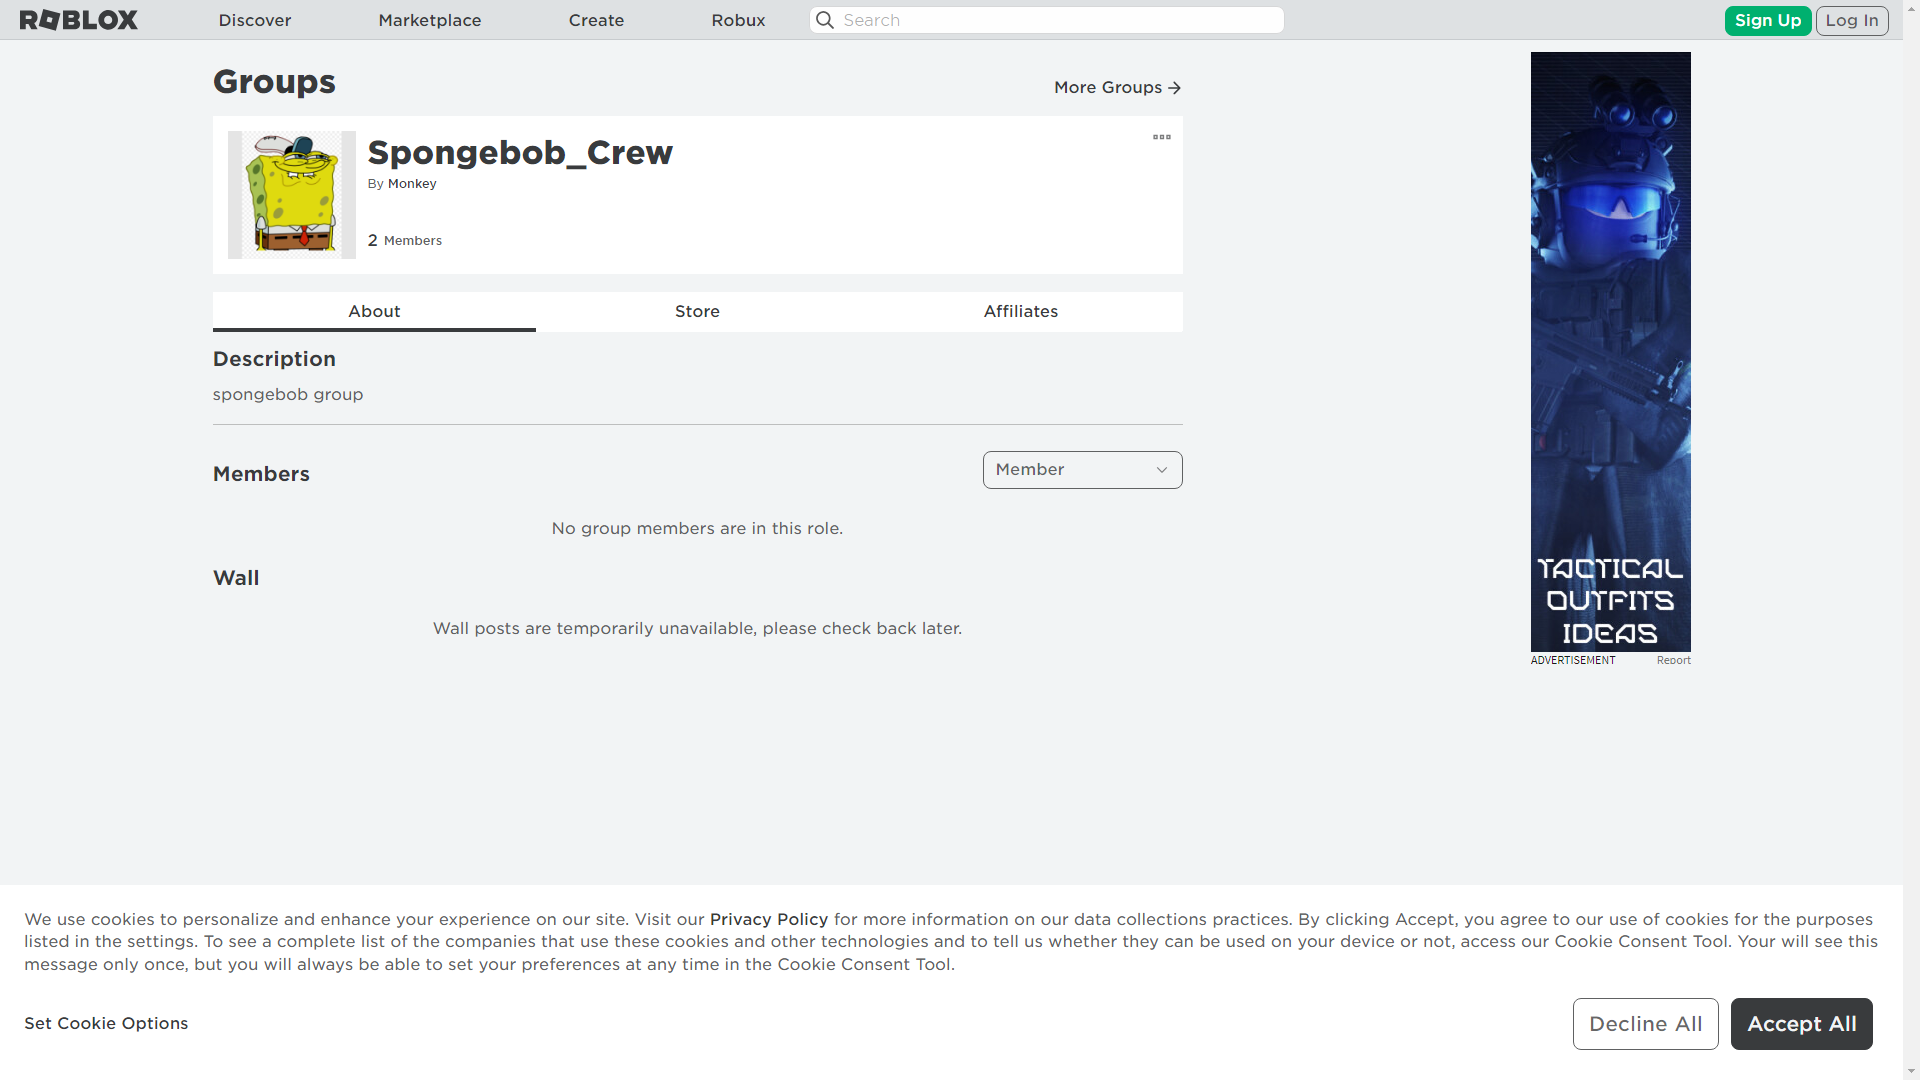 ROBLOX
Discover
Marketplace
Create
Robux
Search
Sign Up
Log In
Groups
More Groups
Spongebob_Crew
By Monkey
2 Members
About
Store
Affiliates
Description
spongebob group
Members
Member
No group members are in this role.
Wall
Wall posts are temporarily unavailable, please check back later.
TACTICAL
OUTFITS
IDEAS
ADVERTISEMENT
Report
We use cookies to personalize and enhance your experience on our site. Visit our Privacy Policy for more information on our data collections practices. By clicking Accept, you agree to our use of cookies for the purposes
listed in the settings. To see a complete list of the companies that use these cookies and other technologies and to tell us whether they can be used on your device or not, access our Cookie Consent Tool. Your will see this
message only once, but you will always be able to set your preferences at any time in the Cookie Consent Tool.
Set Cookie Options
Decline All
Accept All